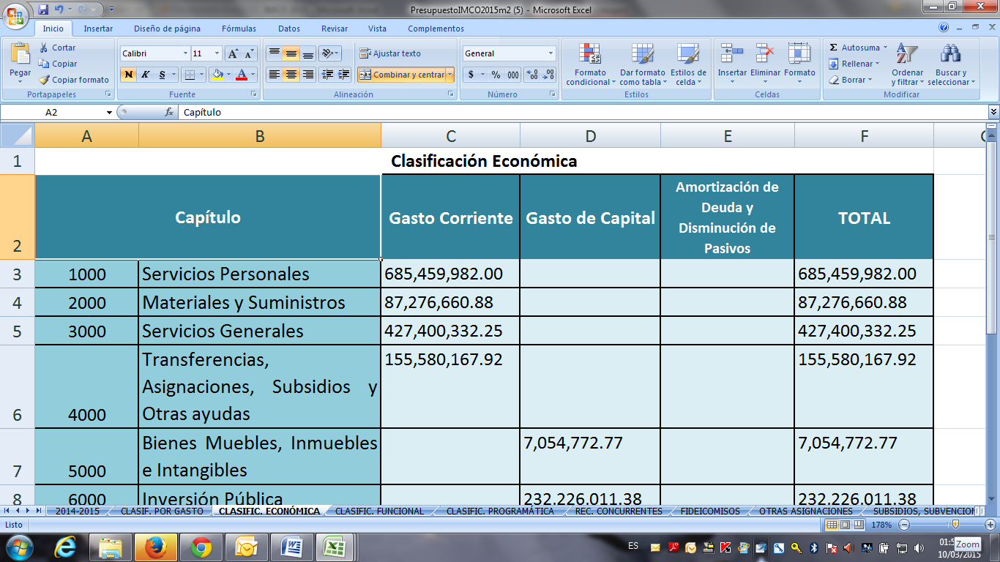 PresupuestoIMCO2015m2 (5) - Microsoft Excel
Inicio Insertar Diseño de página Fórmulas Datos Revisar Vista Complementos
Pegar
Cortar
Copiar
Copiar formato
Portapapeles
Calibri 11
N K S
Fuente
Ajustar texto
Combinar y centrar
Alineación
General
$ % 000
Número
Formato condicional
Dar formato como tabla
Estilos de celda
Estilos
Insertar Eliminar Formato
Celdas
Autosuma
Rellenar
Borrar
Ordenar y filtrar
Buscar y seleccionar
Modificar
A2 fx Capítulo
A B C D E F
1 Clasificación Económica
2 Capítulo Gasto Corriente Gasto de Capital
Amortización de
Deuda y
Disminución de
Pasivos
TOTAL
3 1000 Servicios Personales 685,459,982.00 685,459,982.00
4 2000 Materiales y Suministros 87,276,660.88 87,276,660.88
5 3000 Servicios Generales 427,400,332.25 427,400,332.25
Transferencias, 155,580,167.92 155,580,167.92
Asignaciones, Subsidios y
6 4000 Otras ayudas
Bienes Muebles, Inmuebles 7,054,772.77 7,054,772.77
7 5000 e Intangibles
8 6000 Inversión Pública 232,226,011.38 232,226,011.38
2014-2015 CLASIF. POR GASTO CLASIFIC. ECONÓMICA CLASIFIC. FUNCIONAL CLASIFIC. PROGRAMÁTICA REC. CONCURRENTES FIDEICOMISOS OTRAS ASIGNACIONES SUBSIDIOS, SUBVENCION
Listo 178%
ES
Zoom
10/03/2015